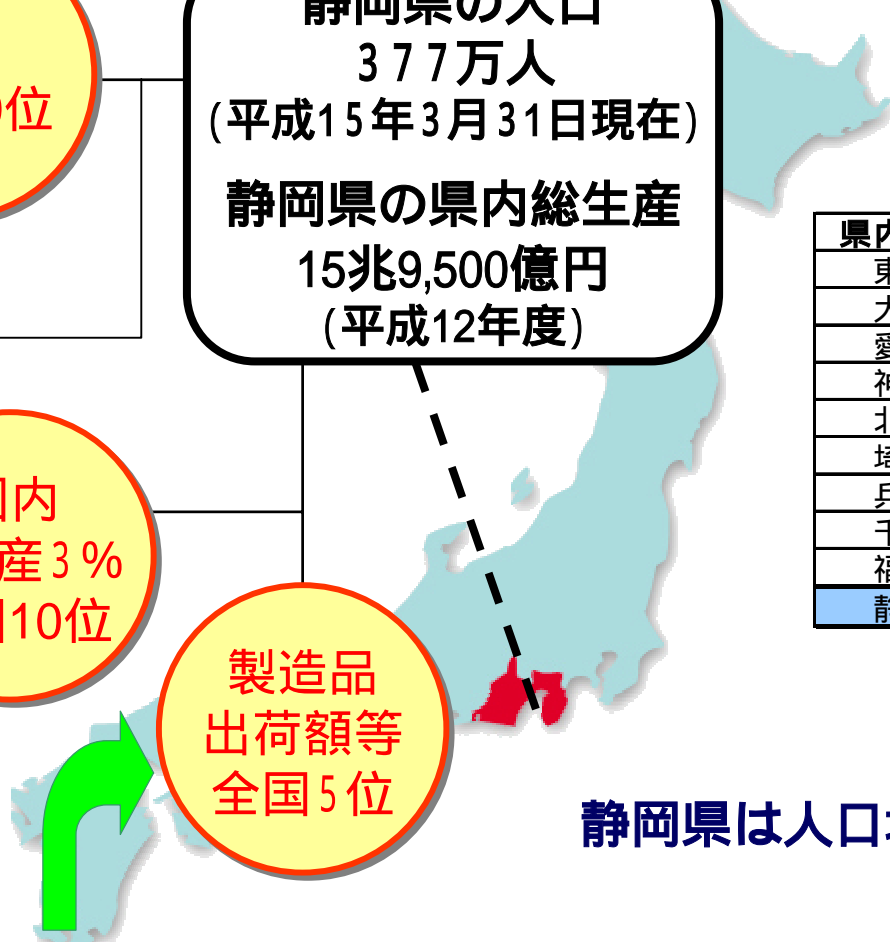 静岡県の人口
377万人
(平成15年3月31日現在)
静岡県の県内総生産
15兆9,500億円
(平成12年度)
位
内
産3%
10位
製造品
出荷額等
全国5位
県内
静岡県は人口